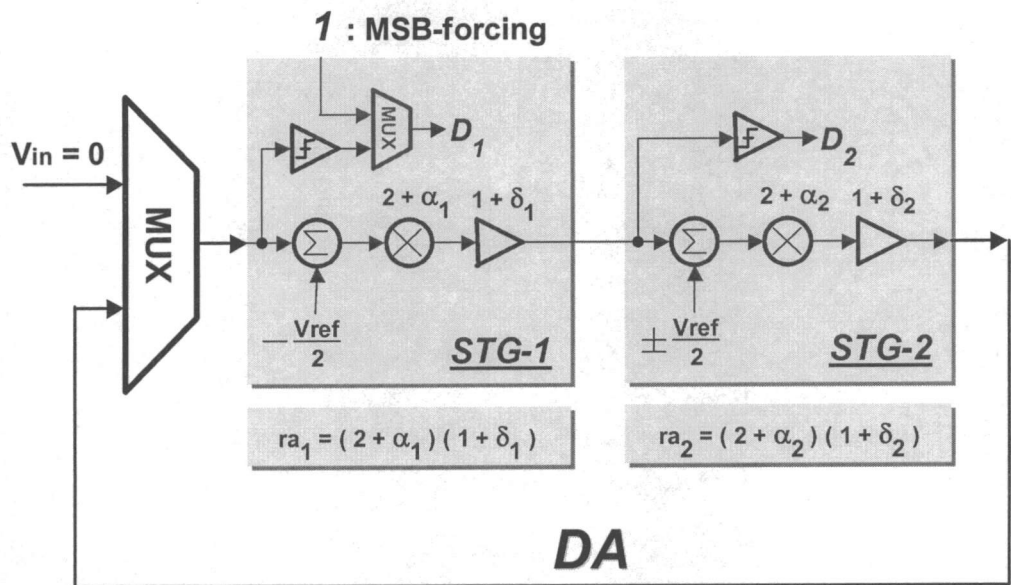 1 : MSB-forcing
Vin = 0
MUX
MUX
D1
2 + α1
1 + δ1
Σ
− Vref
2
STG-1
ra1 = ( 2 + α1 ) ( 1 + δ1 )
D2
2 + α2
1 + δ2
Σ
± Vref
2
STG-2
ra2 = ( 2 + α2 ) ( 1 + δ2 )
DA